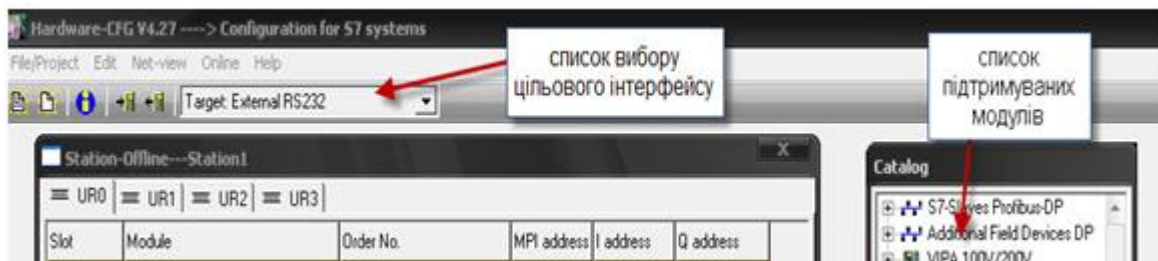 Hardware-CFG V4.27 ----> Configuration for S7 systems
File/Project Edit Net-view Online Help
Target: External RS232
список вибору
цільового інтерфейсу
список
підтримуваних
модулів
Station-Offline---Station1
X
UR0 UR1 UR2 UR3
Slot Module Order No. MPI address I address Q address
Catalog
S7-Slaves Profibus-DP
Additional Field Devices DP
VIPA 100V/200V